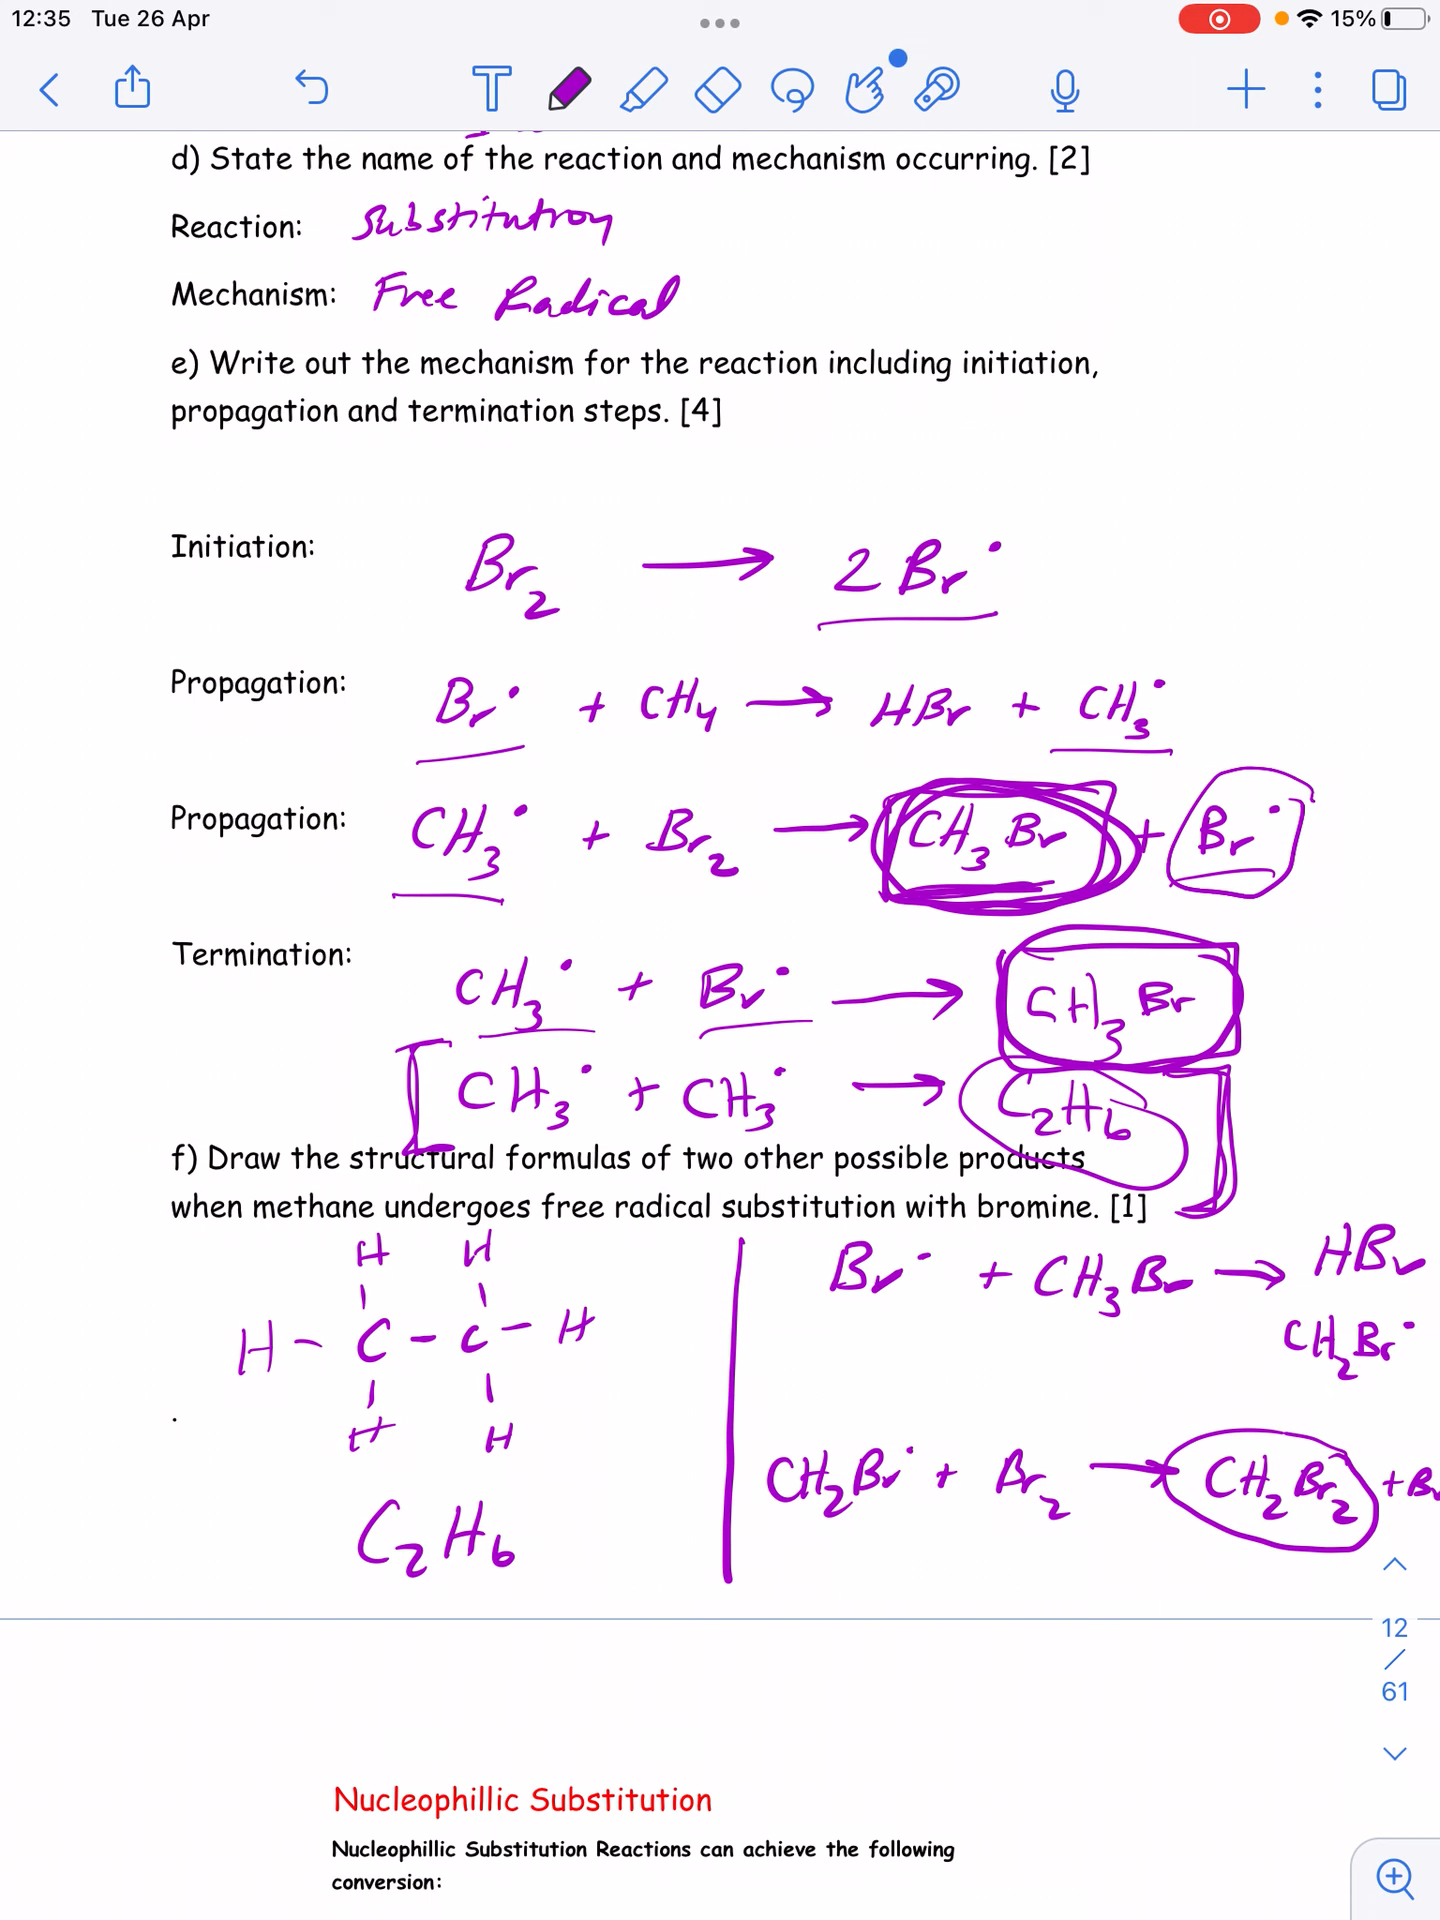 12:35 Tue 26 Apr 15%
d) State the name of the reaction and mechanism occurring. [2]
Reaction: Substitution
Mechanism: Free Radical
e) Write out the mechanism for the reaction including initiation,
propagation and termination steps. [4]
Initiation: Br₂ → 2Br•
Propagation: Br• + CH₄ → HBr + CH₃•
Propagation: CH₃• + Br₂ → CH₃Br + Br•
Termination: CH₃• + Br• → CH₃Br
CH₃• + CH₃• → C₂H₆
f) Draw the structural formulas of two other possible products
when methane undergoes free radical substitution with bromine. [1]
H H
H - C - C - H
H H
C₂H₆
Br• + CH₃Br → HBr
CH₂Br•
CH₂Br• + Br₂ → CH₂Br₂ + Br
12
/
61
Nucleophillic Substitution
Nucleophillic Substitution Reactions can achieve the following
conversion: